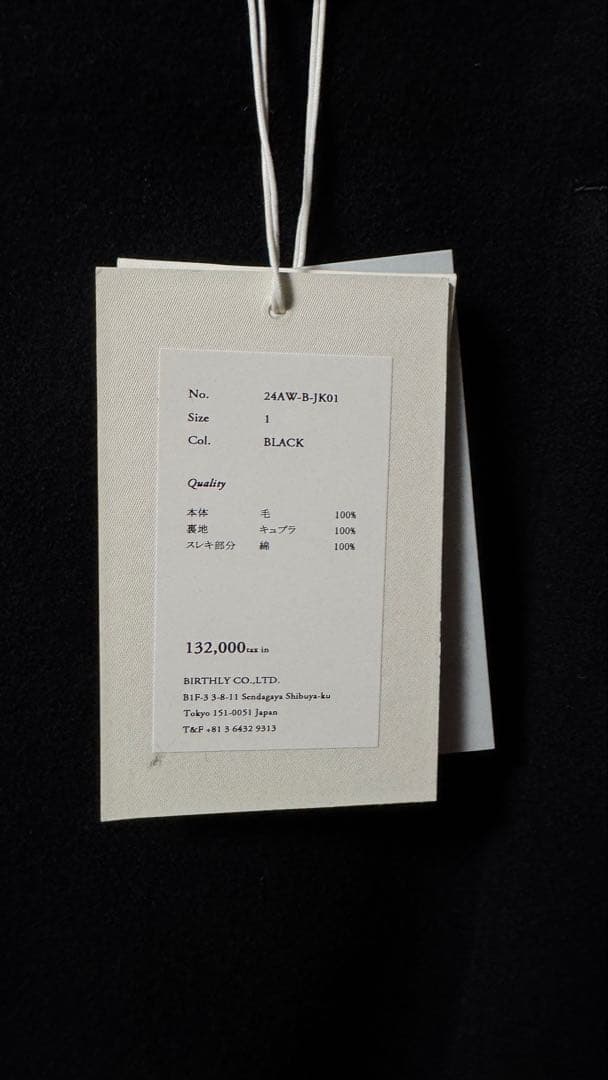 No. 24AW-B-JK01
Size 1
Col. BLACK
Quality
本体 毛 100%
裏地 キュプラ 100%
スレキ部分 綿 100%
132,000tax in
BIRTHLY CO.,LTD.
B1F-3 3-8-11 Sendagaya Shibuya-ku
Tokyo 151-0051 Japan
T&F +81 3 6432 9313